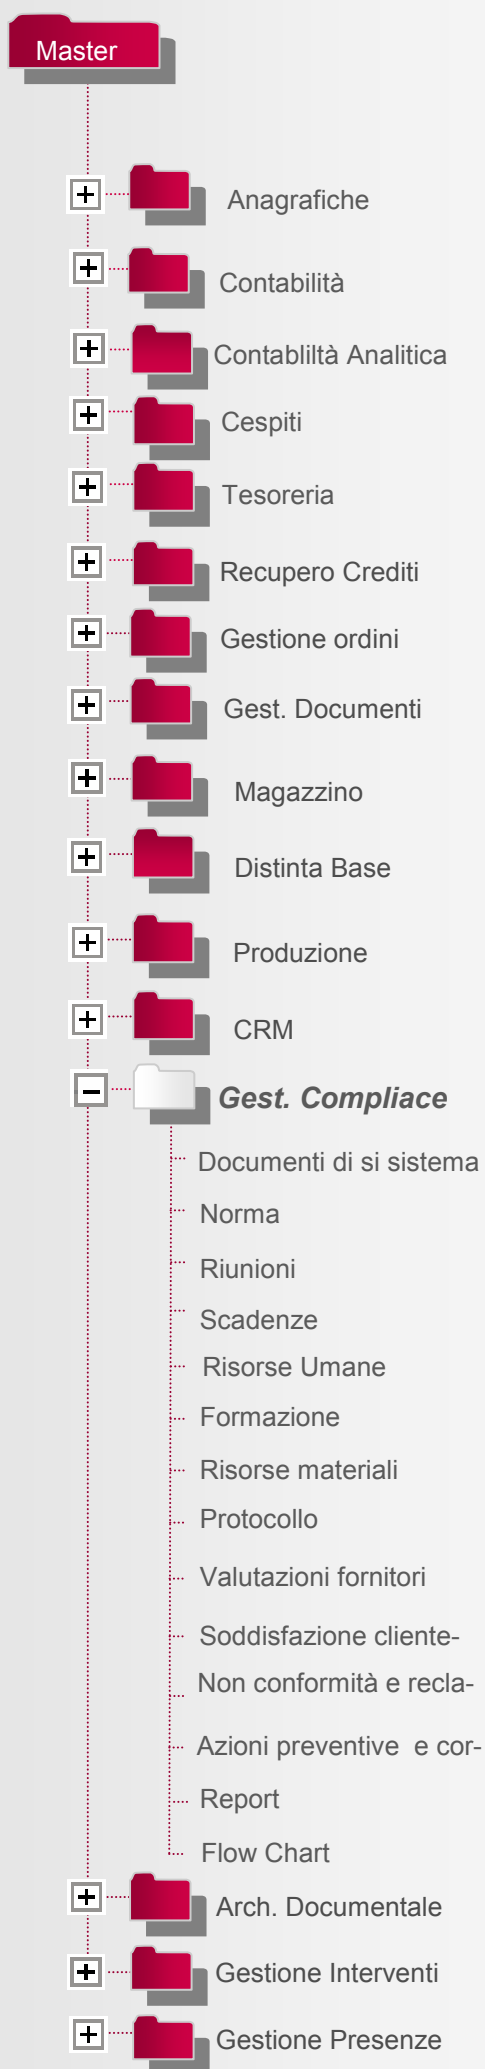 Master
Anagrafiche
Contabilità
Contabliltà Analitica
Cespiti
Tesoreria
Recupero Crediti
Gestione ordini
Gest. Documenti
Magazzino
Distinta Base
Produzione
CRM
Gest. Compliace
Documenti di si sistema
Norma
Riunioni
Scadenze
Risorse Umane
Formazione
Risorse materiali
Protocollo
Valutazioni fornitori
Soddisfazione cliente-
Non conformità e recla-
Azioni preventive  e cor-
Report
Flow Chart
Arch. Documentale
Gestione Interventi
Gestione Presenze